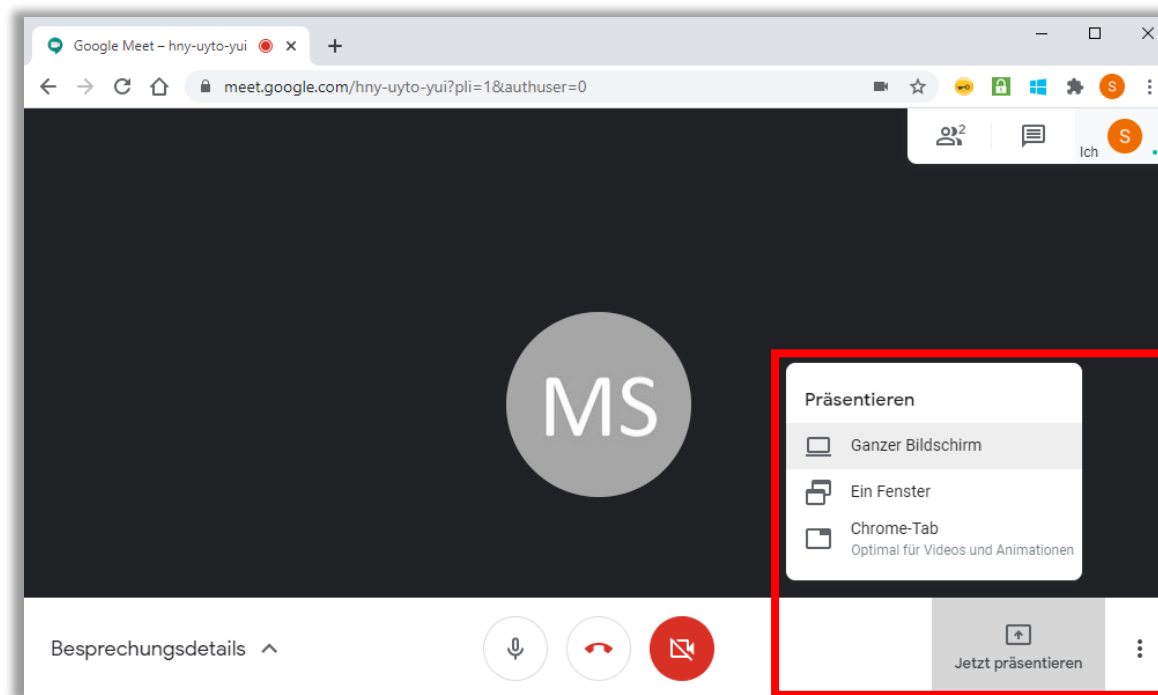 Google Meet – hny-uyto-yui
meet.google.com/hny-uyto-yui?pli=1&authuser=0
S
2
Ich
S
MS
Präsentieren
Ganzer Bildschirm
Ein Fenster
Chrome-Tab
Optimal für Videos und Animationen
Besprechungsdetails
Jetzt präsentieren